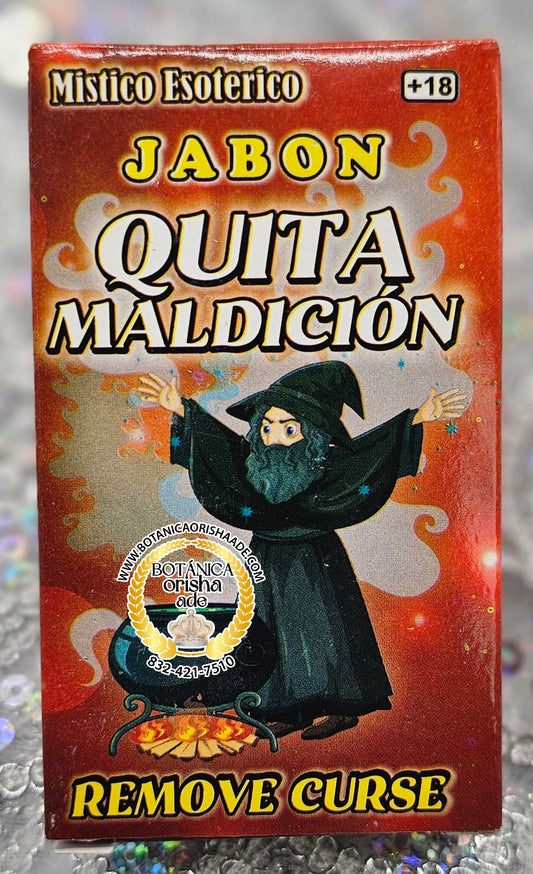 Mistico Esoterico
+18
JABON
QUITA
MALDICIÓN
WWW.BOTANICAORISHAADE.COM
BOTÁNICA
orisha
ade
832-421-7510
REMOVE CURSE